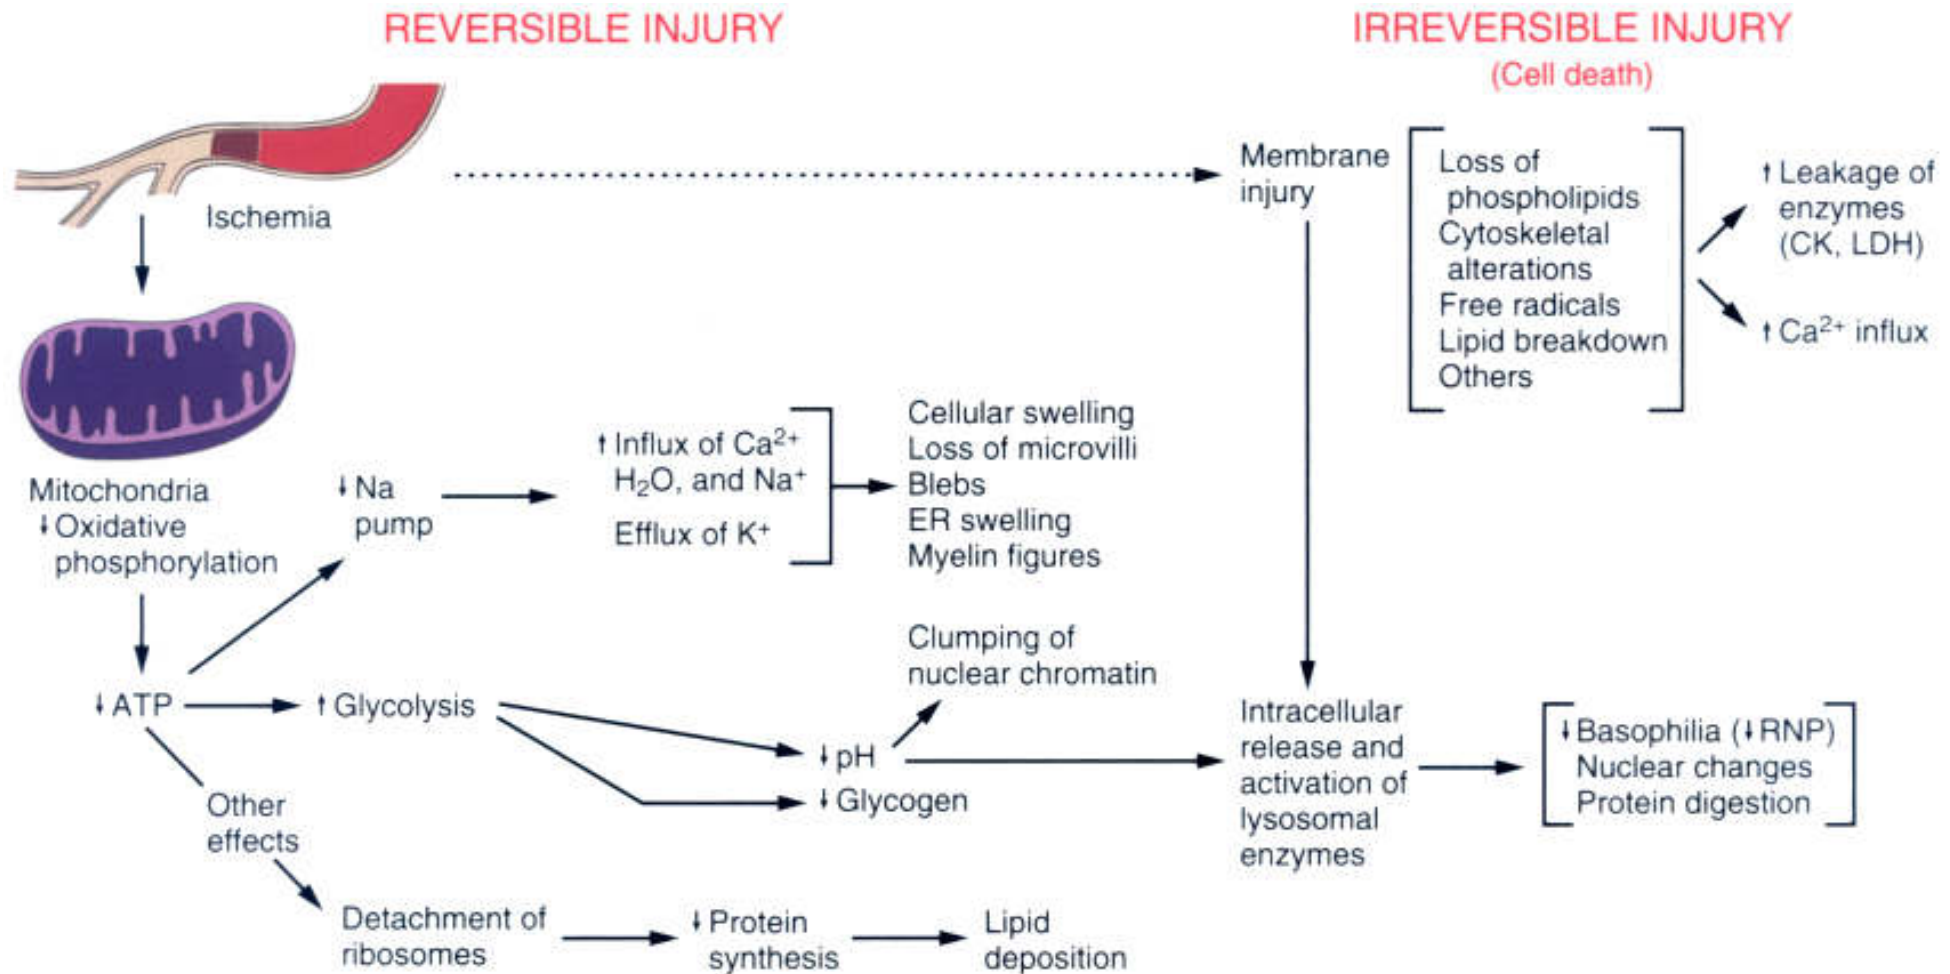 REVERSIBLE INJURY
IRREVERSIBLE INJURY
(Cell death)
Ischemia
Membrane
injury
Loss of
phospholipids
Cytoskeletal
alterations
Free radicals
Lipid breakdown
Others
↑ Leakage of
enzymes
(CK, LDH)
↑ Ca²⁺ influx
Mitochondria
↓ Oxidative
phosphorylation
↓ Na
pump
↑ Influx of Ca²⁺
H₂O, and Na⁺
Efflux of K⁺
Cellular swelling
Loss of microvilli
Blebs
ER swelling
Myelin figures
↓ ATP
↑ Glycolysis
Clumping of
nuclear chromatin
↓ pH
↓ Glycogen
Intracellular
release and
activation of
lysosomal
enzymes
↓ Basophilia (↓ RNP)
Nuclear changes
Protein digestion
Other
effects
Detachment of
ribosomes
↓ Protein
synthesis
Lipid
deposition